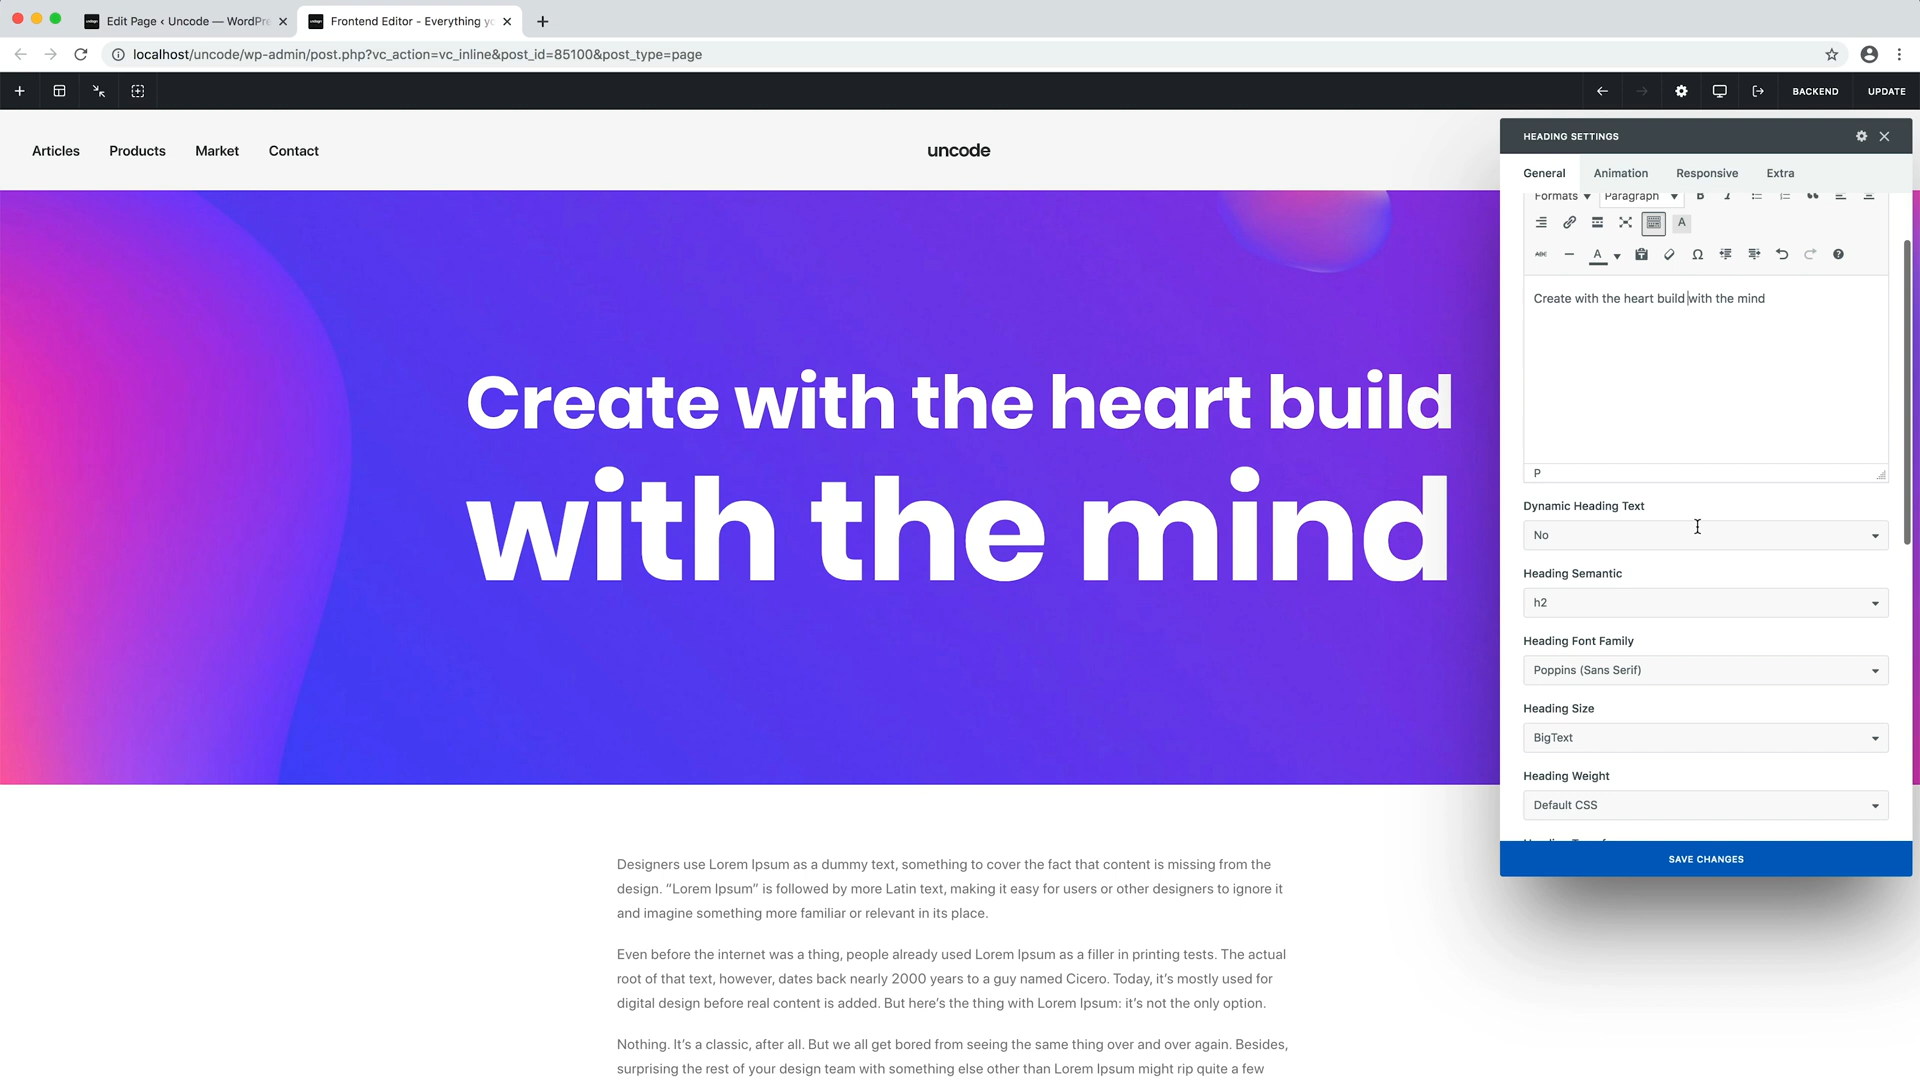 Edit Page ‹ Uncode — WordPre
Frontend Editor - Everything yo
localhost/uncode/wp-admin/post.php?vc_action=vc_inline&post_id=85100&post_type=page
BACKEND
UPDATE
Articles
Products
Market
Contact
uncode
Create with the heart build
with the mind
HEADING SETTINGS
General
Animation
Responsive
Extra
Formats
Paragraph
B
I
A
ABC
A
Ω
Create with the heart build with the mind
P
Dynamic Heading Text
No
Heading Semantic
h2
Heading Font Family
Poppins (Sans Serif)
Heading Size
BigText
Heading Weight
Default CSS
SAVE CHANGES
Designers use Lorem Ipsum as a dummy text, something to cover the fact that content is missing from the
design. “Lorem Ipsum” is followed by more Latin text, making it easy for users or other designers to ignore it
and imagine something more familiar or relevant in its place.
Even before the internet was a thing, people already used Lorem Ipsum as a filler in printing tests. The actual
root of that text, however, dates back nearly 2000 years to a guy named Cicero. Today, it’s mostly used for
digital design before real content is added. But here’s the thing with Lorem Ipsum: it’s not the only option.
Nothing. It’s a classic, after all. But we all get bored from seeing the same thing over and over again. Besides,
surprising the rest of your design team with something else other than Lorem Ipsum might rip quite a few